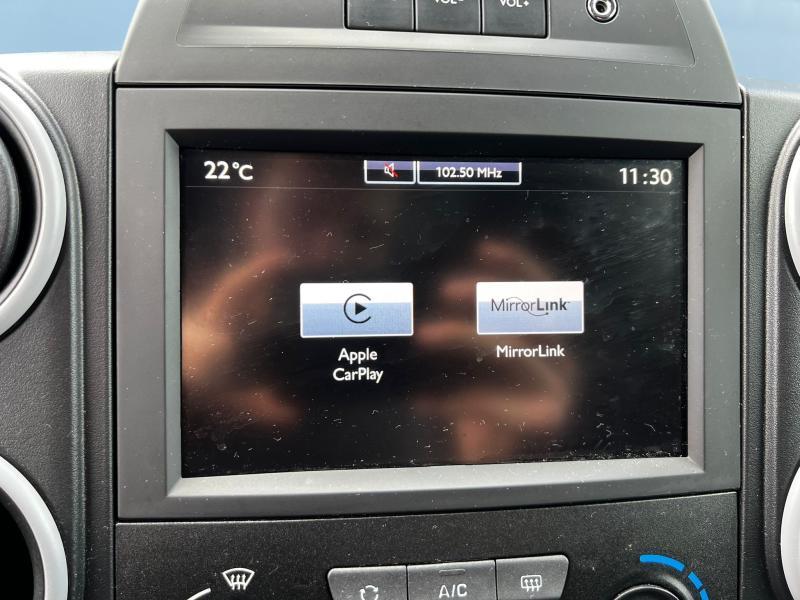 VOL- VOL+
22°C 102.50 MHz 11:30
MirrorLink
Apple
CarPlay
MirrorLink
A/C